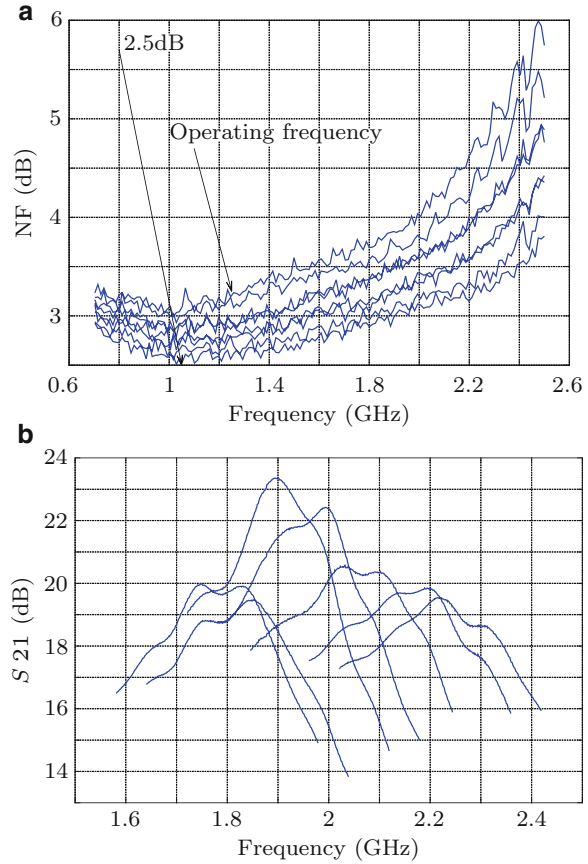 a
6
2.5dB
5
Operating frequency
NF (dB)
4
3
0.6 1 1.4 1.8 2.2 2.6
Frequency (GHz)
b
24
22
20
S 21 (dB)
18
16
14
1.6 1.8 2 2.2 2.4
Frequency (GHz)